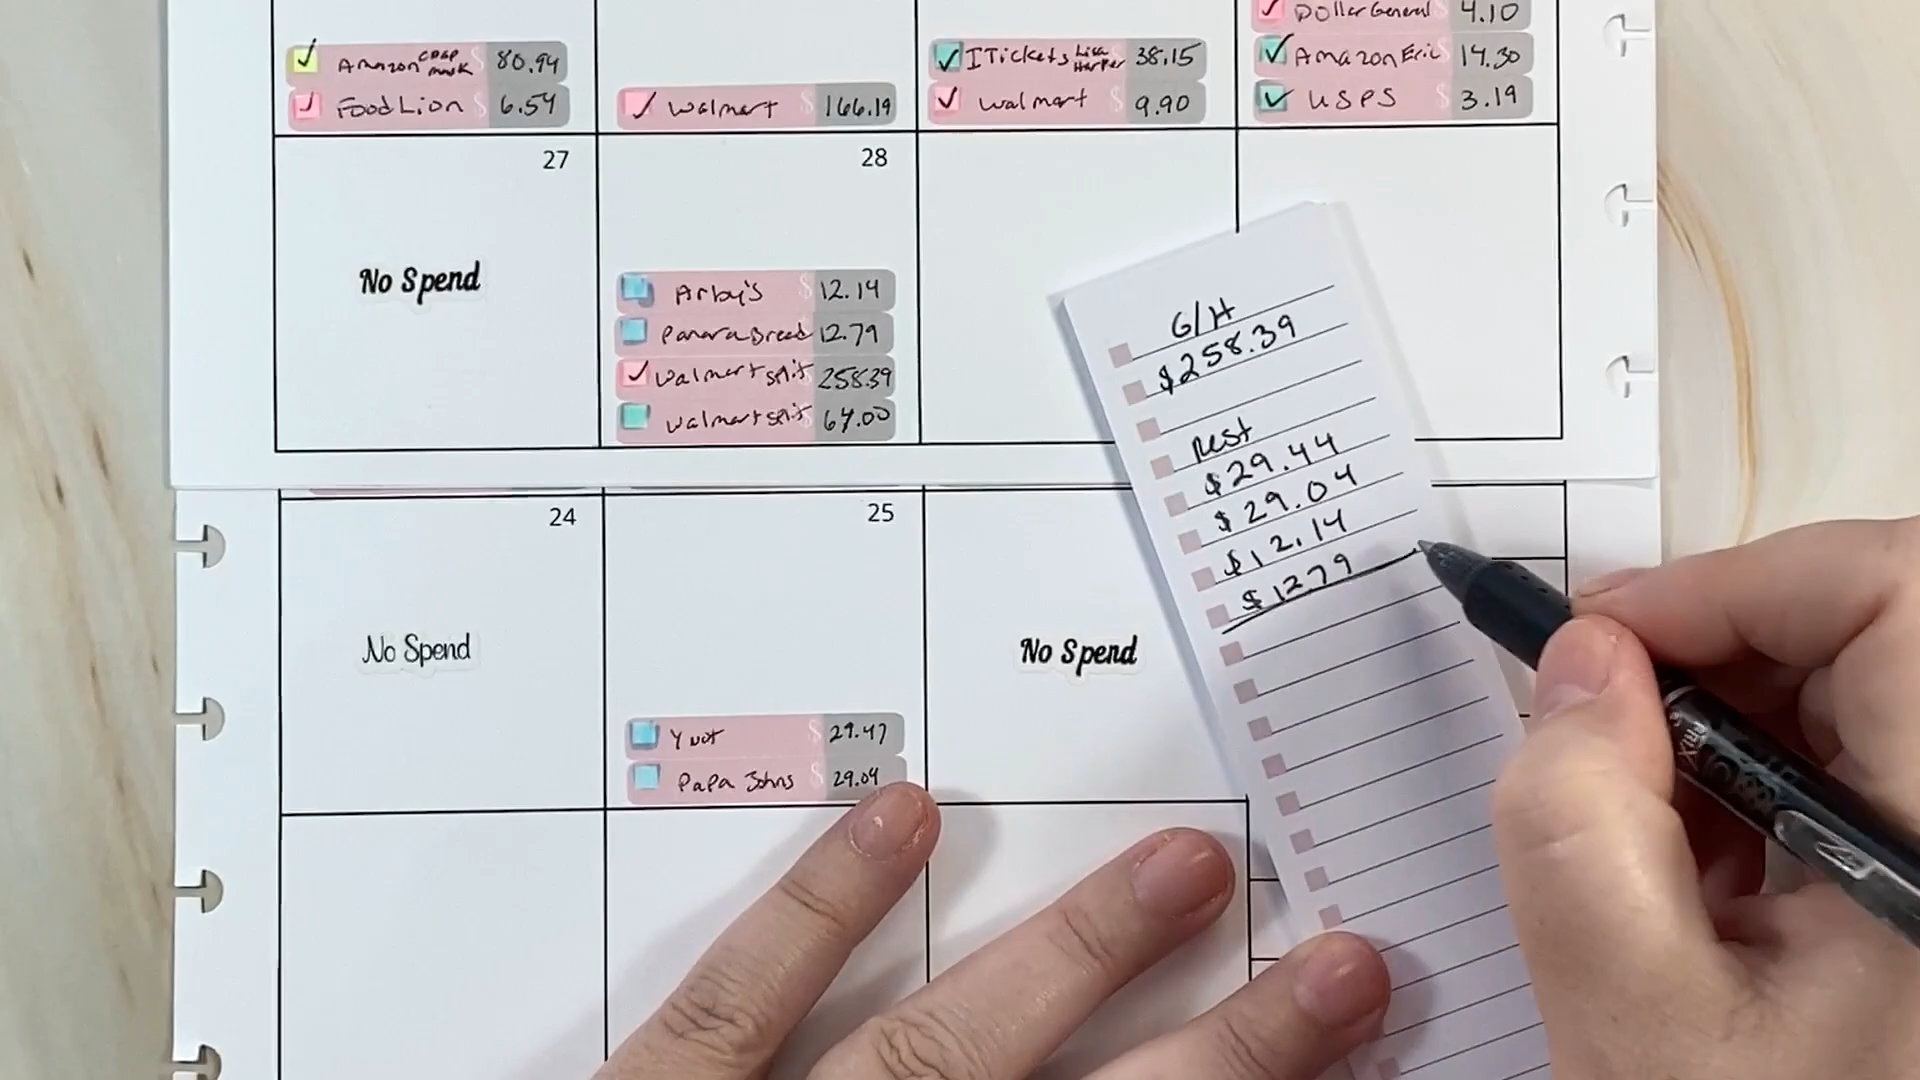 Dollar General $ 4.10
Amazon CPAP mask $ 80.94
ITickets Lisa Harper 38.15
Amazon Eric 14.30
Food Lion $ 6.54
Walmart $ 166.19
Walmart $ 9.90
USPS $ 3.19
27
28
No Spend
Arby's $ 12.14
Panera Bread 12.79
Walmart split 258.39
Walmart split 64.00
G/H
$258.39
Rest
$29.44
$29.04
$12.14
$12.79
24
25
No Spend
No Spend
Y not $ 29.47
Papa Johns $ 29.04